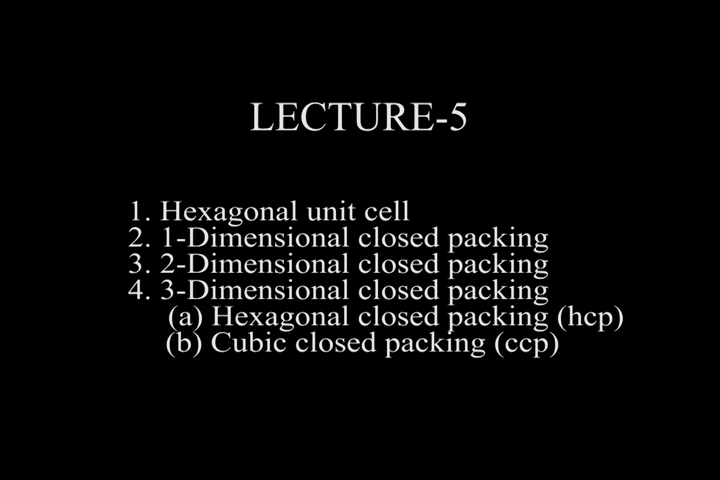 LECTURE-5
1. Hexagonal unit cell
2. 1-Dimensional closed packing
3. 2-Dimensional closed packing
4. 3-Dimensional closed packing
(a) Hexagonal closed packing (hcp)
(b) Cubic closed packing (ccp)